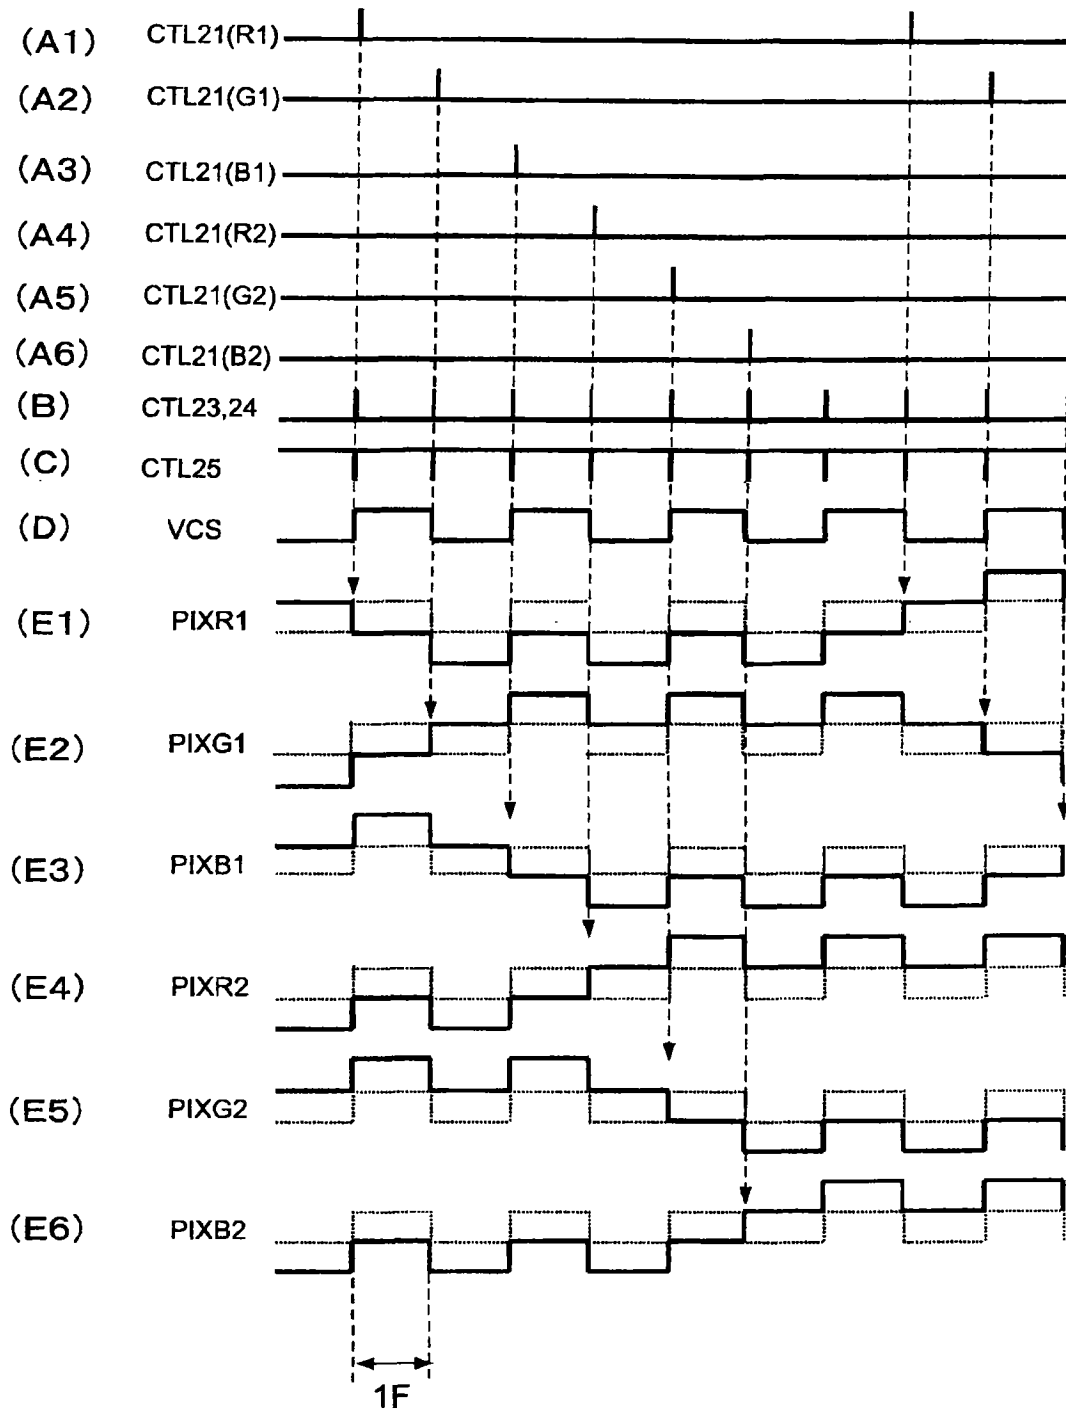 (A1) CTL21(R1)
(A2) CTL21(G1)
(A3) CTL21(B1)
(A4) CTL21(R2)
(A5) CTL21(G2)
(A6) CTL21(B2)
(B) CTL23,24
(C) CTL25
(D) VCS
(E1) PIXR1
(E2) PIXG1
(E3) PIXB1
(E4) PIXR2
(E5) PIXG2
(E6) PIXB2
1F